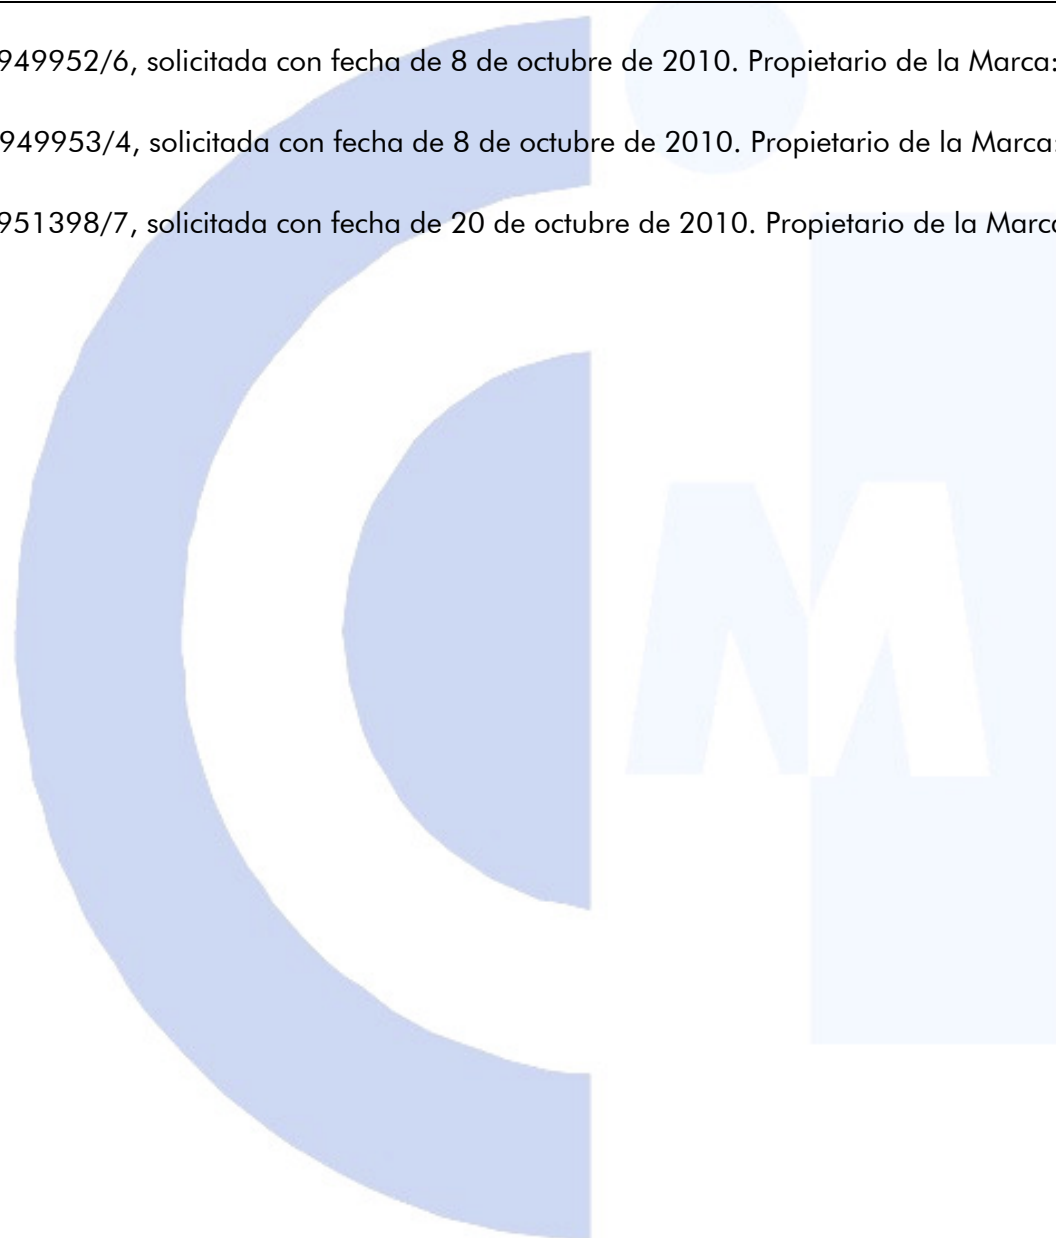 949952/6, solicitada con fecha de 8 de octubre de 2010. Propietario de la Marca:
949953/4, solicitada con fecha de 8 de octubre de 2010. Propietario de la Marca:
951398/7, solicitada con fecha de 20 de octubre de 2010. Propietario de la Marca
M